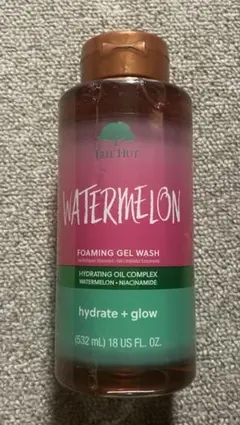 TREE HUT
WATERMELON
FOAMING GEL WASH
HYDRATING OIL COMPLEX
WATERMELON • NIACINAMIDE
hydrate + glow
(532 mL) 18 US FL. OZ.